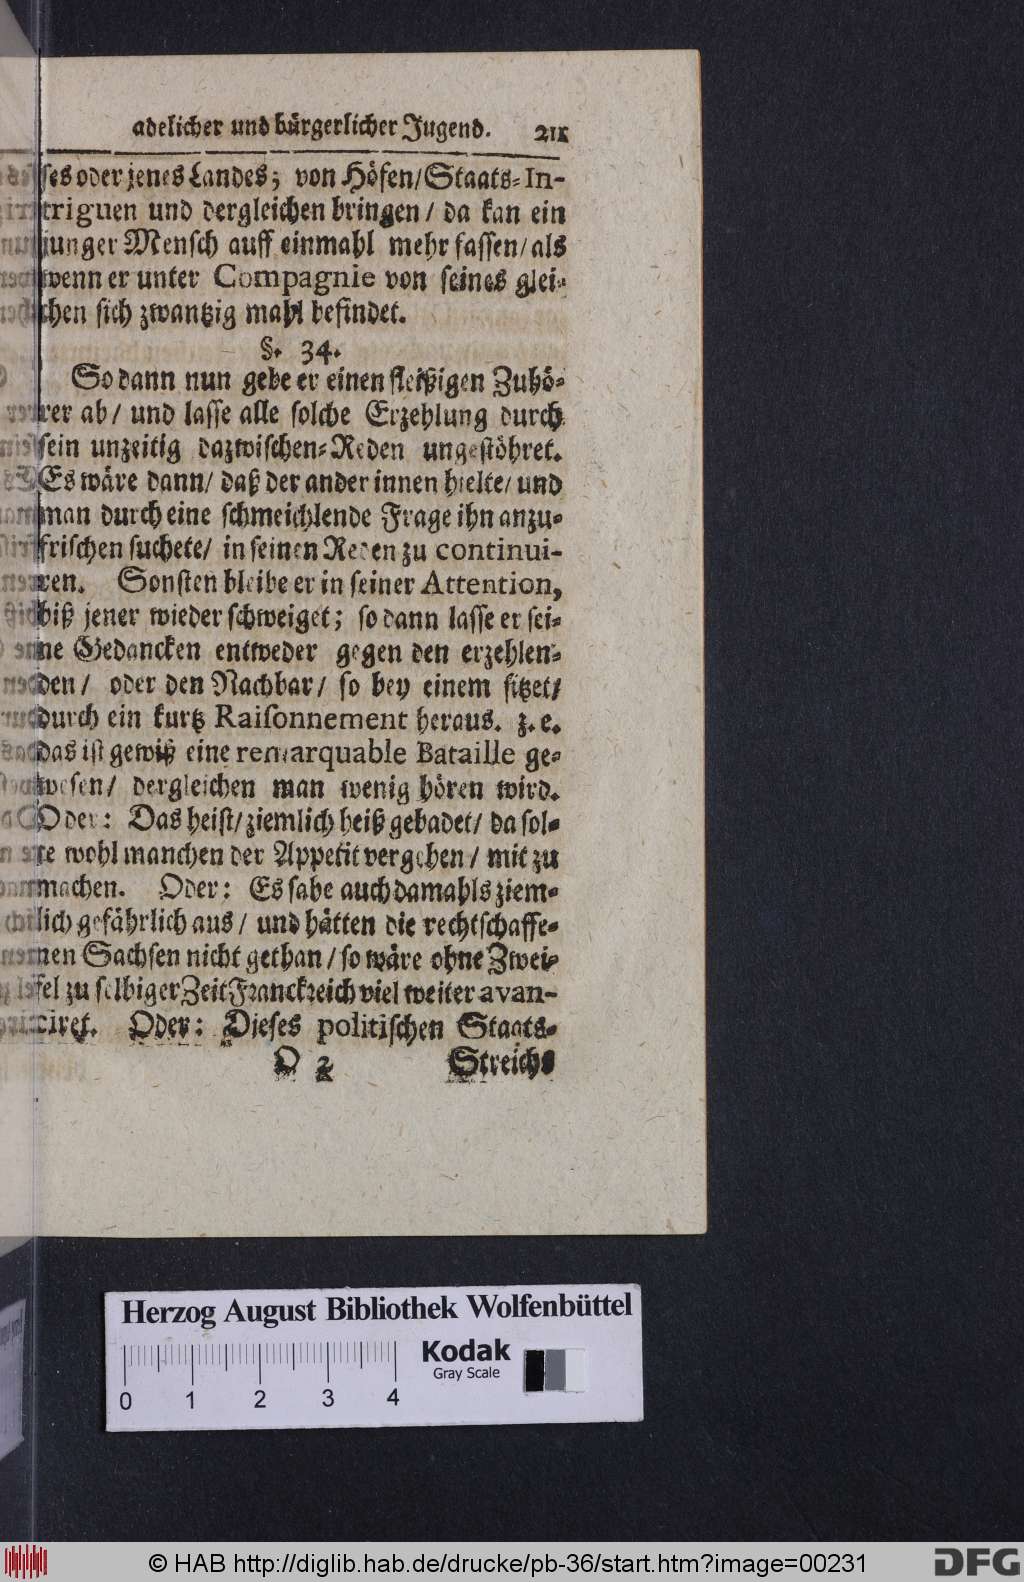 adelicher und bürgerlicher Jugend. 211
ses oder jenes Landes; von Höfen/Staats-In-
triguen und dergleichen bringen / da kan ein
junger Mensch auff einmahl mehr fassen/ als
wenn er unter Compagnie von seines glei-
chen sich zwantzig mahl befindet.
§. 34.
So dann nun gebe er einen fleißigen Zuhö-
rer ab/ und lasse alle solche Erzehlung durch
sein unzeitig dazwischen-Reden ungestöhret.
Es wäre dann/ daß der ander innen hielte/ und
man durch eine schmeichlende Frage ihn anzu-
frischen suchete/ in seinen Reden zu continui-
ren. Sonsten bleibe er in seiner Attention,
biß jener wieder schweiget; so dann lasse er sei-
ne Gedancken entweder gegen den erzehlen-
den/ oder den Nachbar/ so bey einem sitzet/
durch ein kurtz Raisonnement heraus. z. e.
das ist gewiß eine remarquable Bataille ge-
wesen/ dergleichen man wenig hören wird.
Oder: Das heist/ ziemlich heiß gebadet/ da sol-
te wohl manchen der Appetit vergehen/ mit zu
machen. Oder: Es sahe auch damahls ziem-
lich gefährlich aus/ und hätten die rechtschaffe-
nen Sachsen nicht gethan/ so wäre ohne Zwei-
fel zu selbiger Zeit Franckreich viel weiter avan-
ciret. Oder: Dieses politischen Staats-
O 2 Streichs
Herzog August Bibliothek Wolfenbüttel
Kodak
Gray Scale
0 1 2 3 4
© HAB http://diglib.hab.de/drucke/pb-36/start.htm?image=00231
DFG